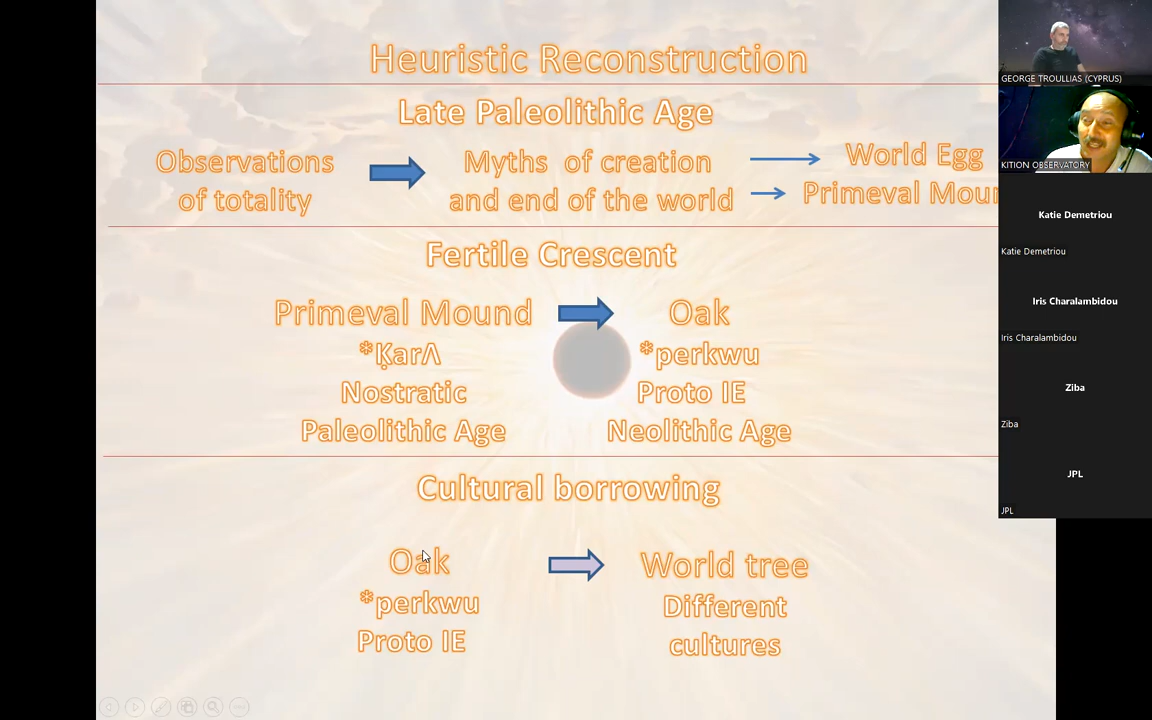 Heuristic Reconstruction
Late Paleolithic Age
Observations
of totality
Myths of creation
and end of the world
World Egg
Primeval Moun
Fertile Crescent
Primeval Mound
*ḲarΛ
Nostratic
Paleolithic Age
Oak
*perkwu
Proto IE
Neolithic Age
Cultural borrowing
Oak
*perkwu
Proto IE
World tree
Different
cultures
GEORGE TROULLIAS (CYPRUS)
KITION OBSERVATORY
Katie Demetriou
Katie Demetriou
Iris Charalambidou
Iris Charalambidou
Ziba
Ziba
JPL
JPL